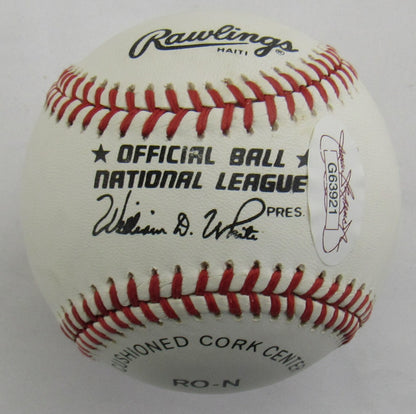 Rawlings ®
HAITI
★ OFFICIAL BALL ★
NATIONAL LEAGUE
William D. White PRES.
G63921
CUSHIONED CORK CENTER
RO-N